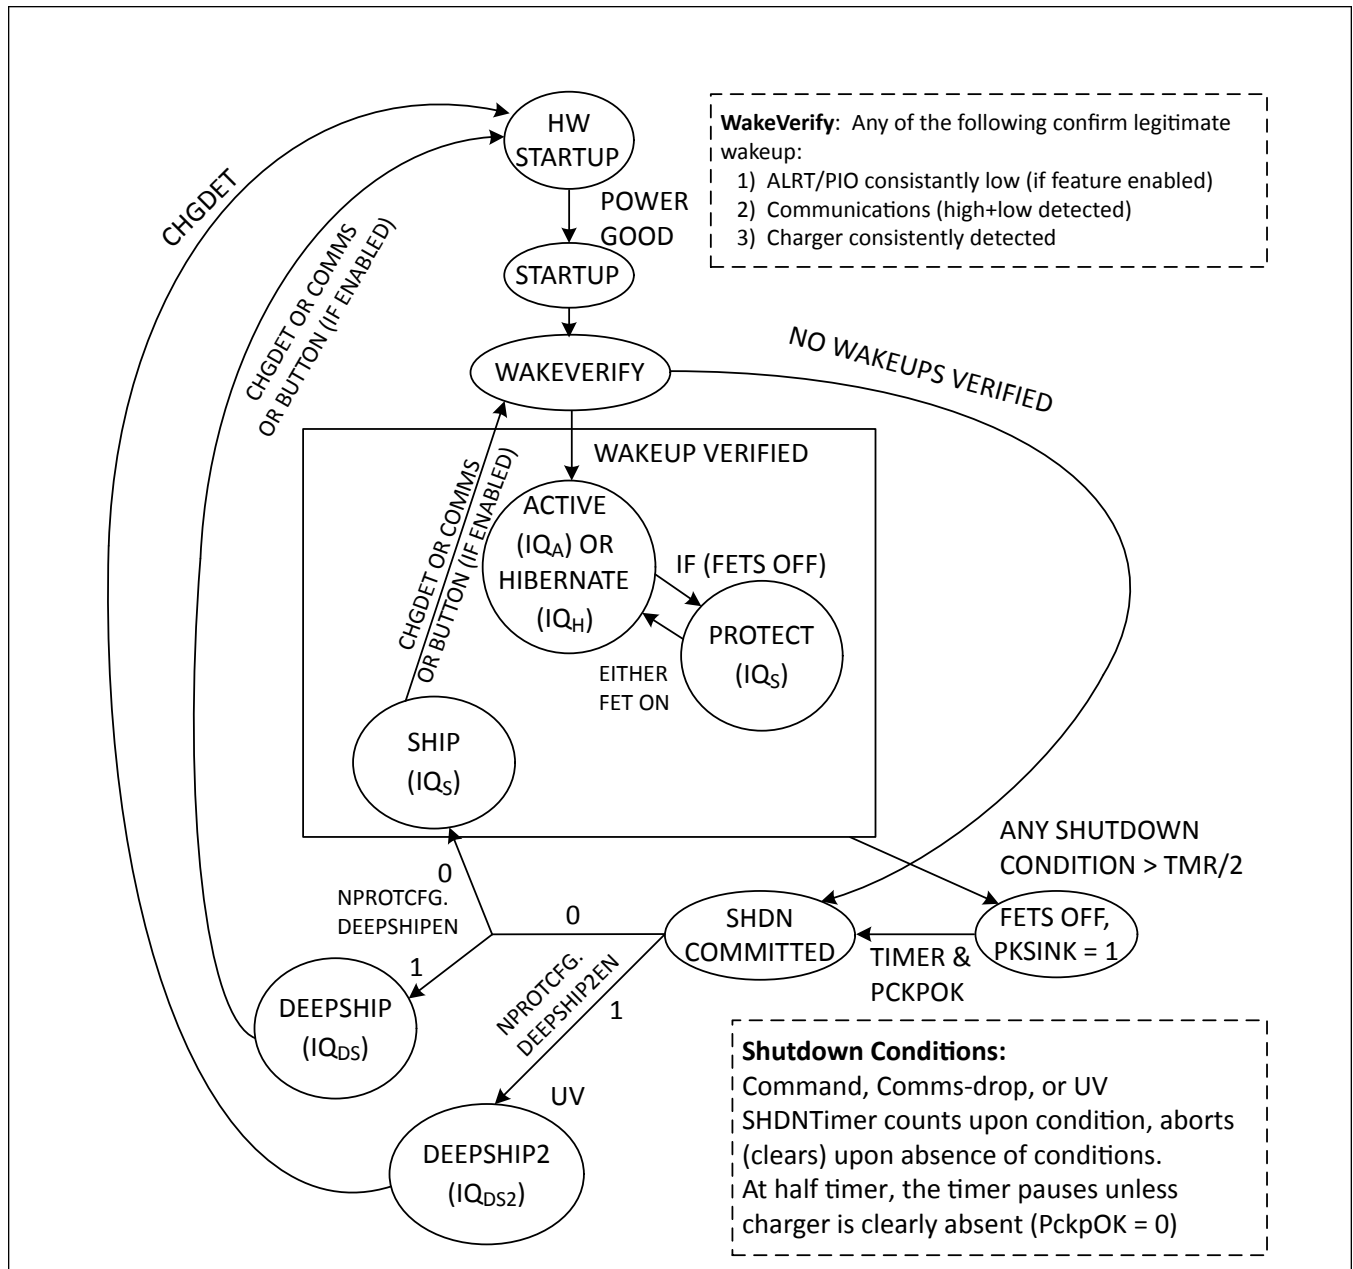 HW
STARTUP
WakeVerify: Any of the following confirm legitimate
wakeup:
1) ALRT/PIO consistantly low (if feature enabled)
2) Communications (high+low detected)
3) Charger consistently detected
CHGDET
CHGDET OR COMMS
OR BUTTON (IF ENABLED)
POWER
GOOD
STARTUP
WAKEVERIFY
NO WAKEUPS VERIFIED
WAKEUP VERIFIED
CHGDET OR COMMS
OR BUTTON (IF ENABLED)
ACTIVE
(IQA) OR
HIBERNATE
(IQH)
IF (FETS OFF)
PROTECT
(IQS)
EITHER
FET ON
SHIP
(IQS)
ANY SHUTDOWN
CONDITION > TMR/2
0
NPROTCFG.
DEEPSHIPEN
1
0
SHDN
COMMITTED
FETS OFF,
PKSINK = 1
TIMER &
PCKPOK
DEEPSHIP
(IQDS)
NPROTCFG.
DEEPSHIP2EN
1
UV
DEEPSHIP2
(IQDS2)
Shutdown Conditions:
Command, Comms-drop, or UV
SHDNTimer counts upon condition, aborts
(clears) upon absence of conditions.
At half timer, the timer pauses unless
charger is clearly absent (PckpOK = 0)